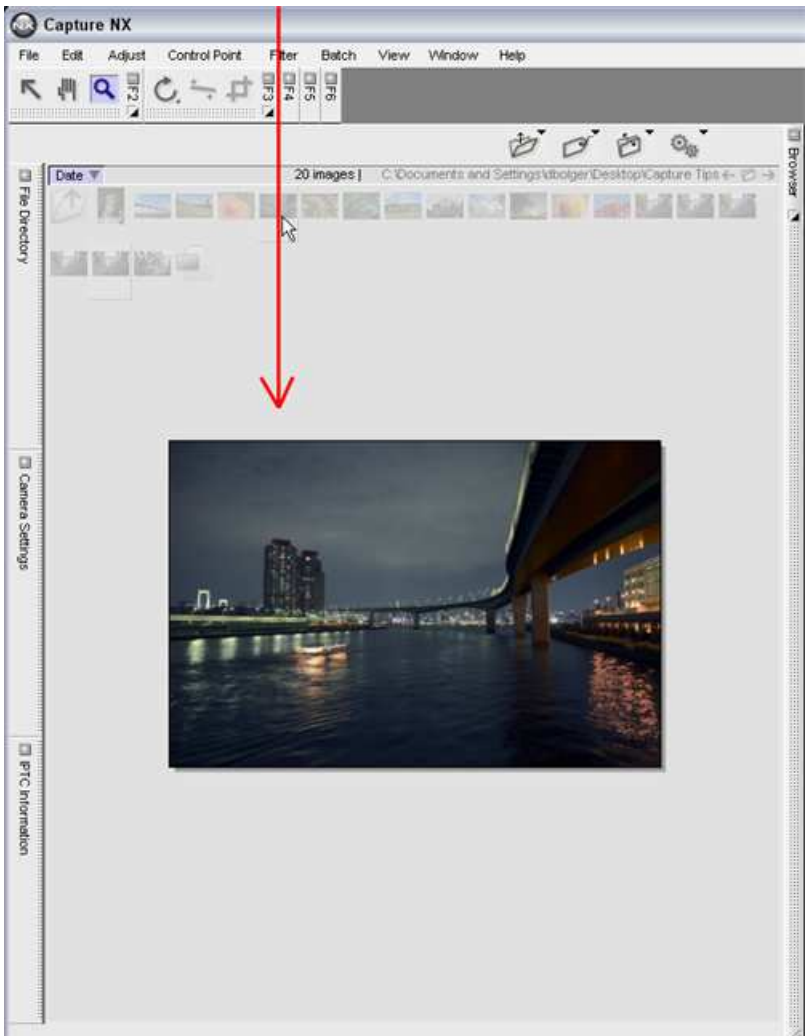 Capture NX
File Edit Adjust Control Point Filter Batch View Window Help
F2 F3 F4 F5 F6
Browser
Date 20 images | C:\Documents and Settings\dbolger\Desktop\Capture Tips
File Directory
Camera Settings
IPTC Information